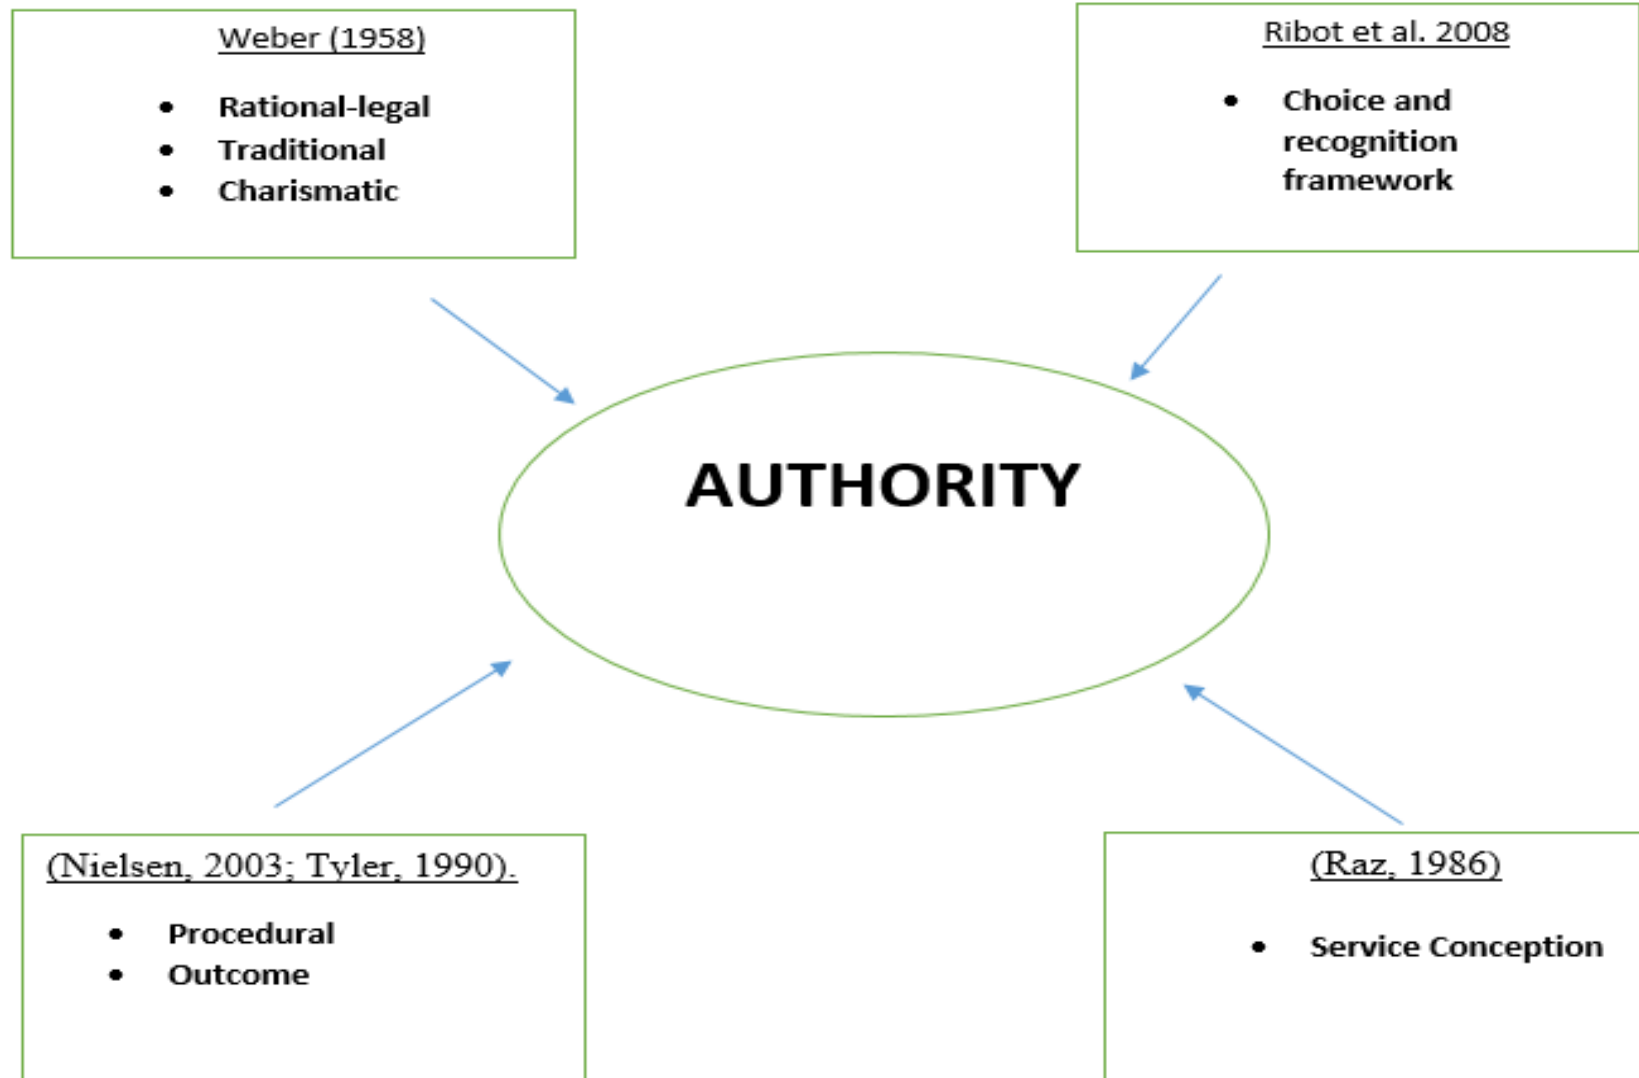 Weber (1958)
• Rational-legal
• Traditional
• Charismatic
Ribot et al. 2008
• Choice and
recognition
framework
AUTHORITY
(Nielsen, 2003; Tyler, 1990).
• Procedural
• Outcome
(Raz, 1986)
• Service Conception